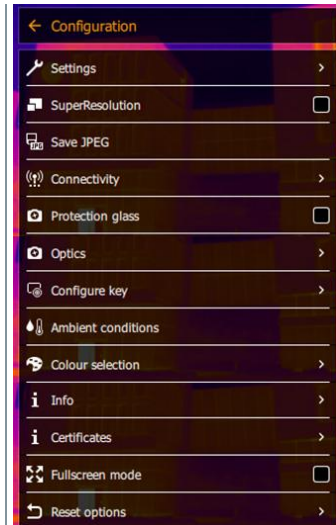 Configuration
Settings
SuperResolution
JPG
Save JPEG
Connectivity
Protection glass
Optics
Configure key
Ambient conditions
Colour selection
Info
Certificates
Fullscreen mode
Reset options